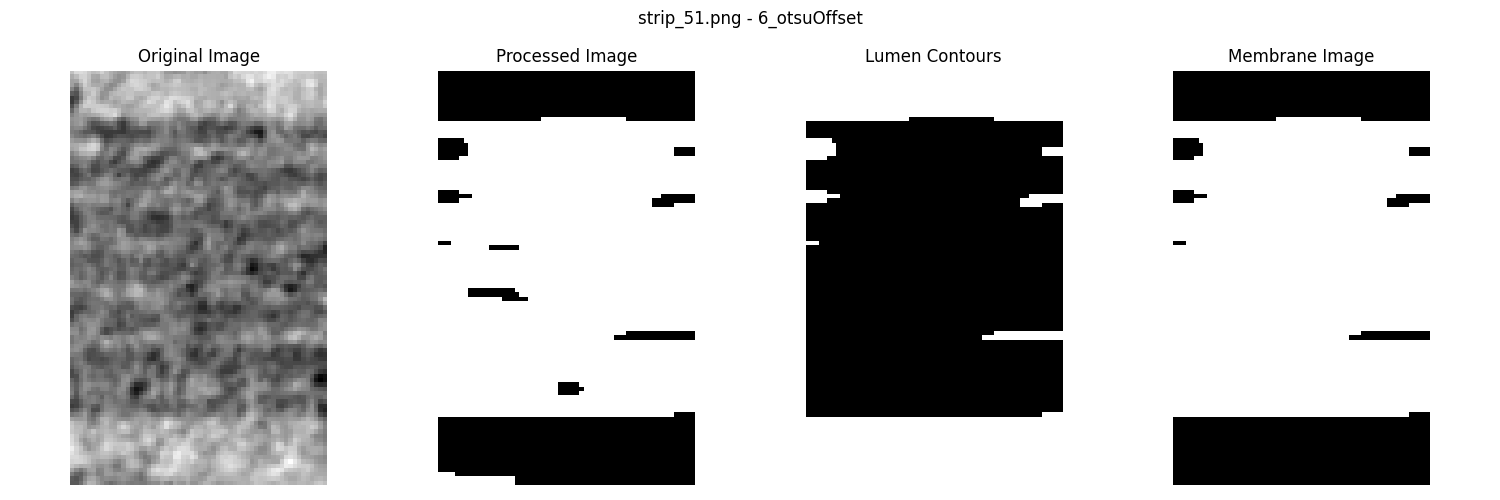 strip_51.png - 6_otsuOffset
Original Image
Processed Image
Lumen Contours
Membrane Image